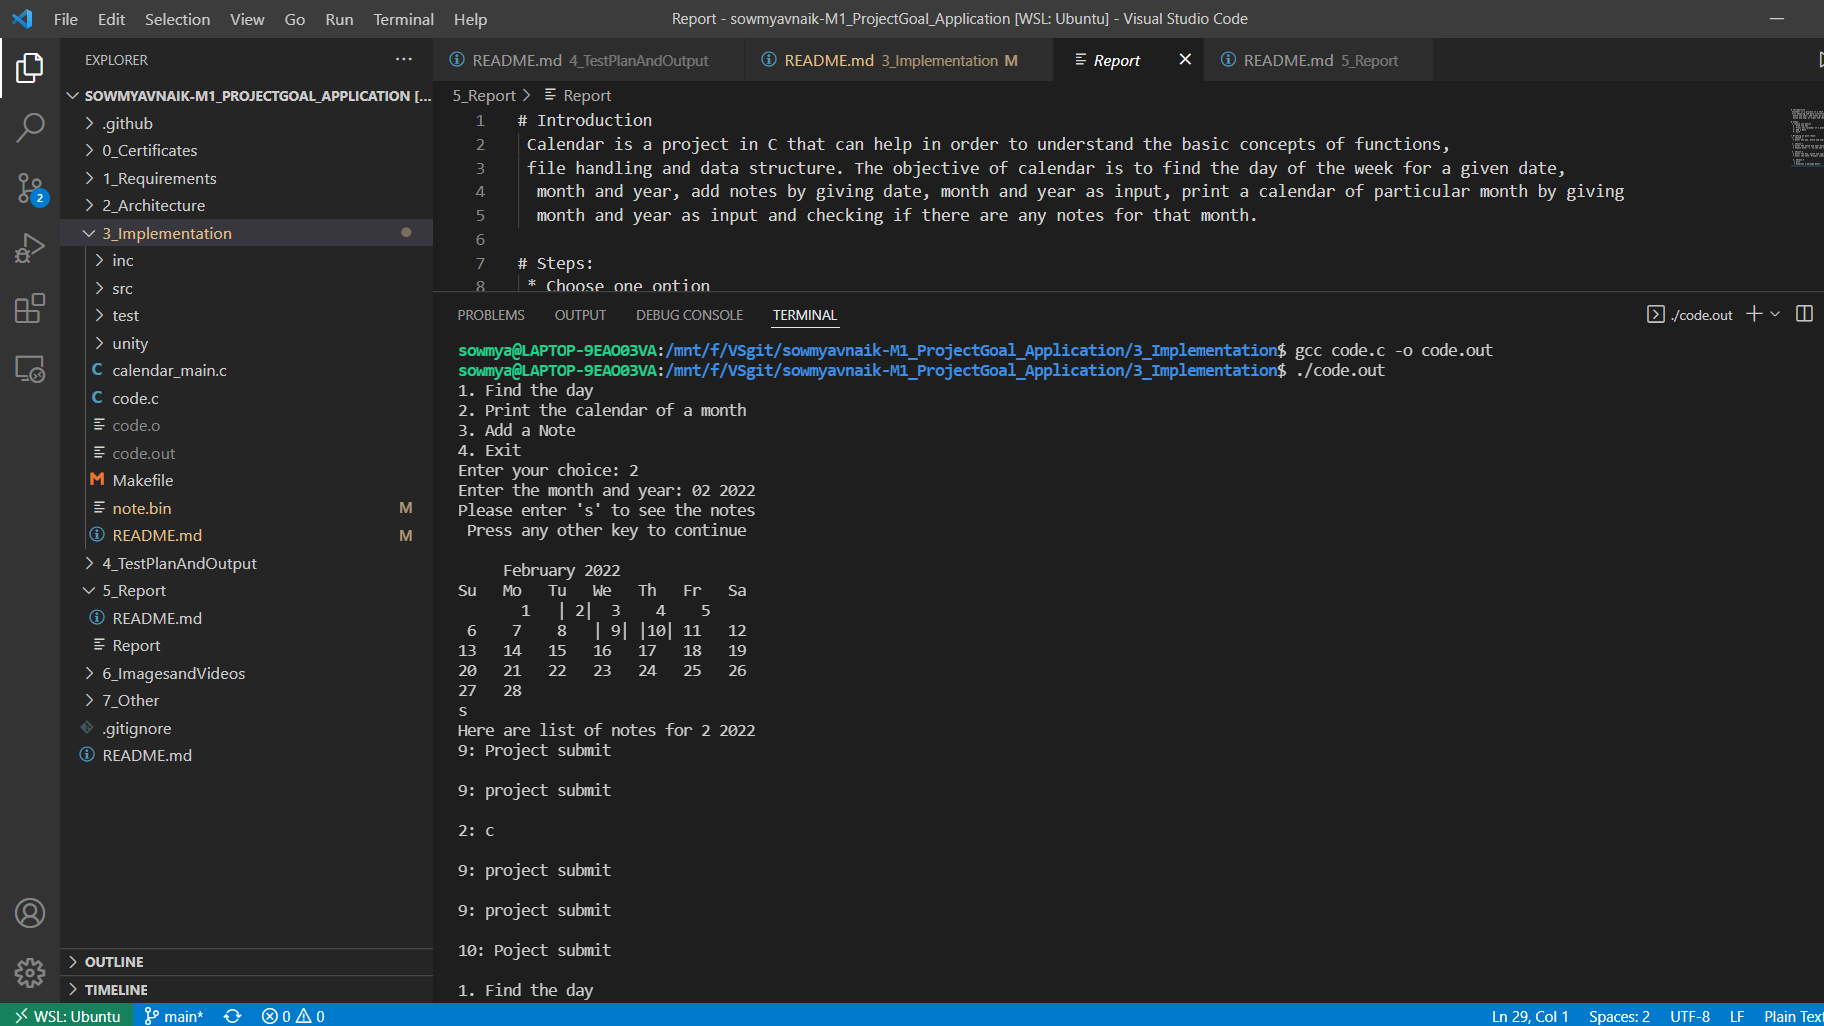 File Edit Selection View Go Run Terminal Help
Report - sowmyavnaik-M1_ProjectGoal_Application [WSL: Ubuntu] - Visual Studio Code
EXPLORER
SOWMYAVNAIK-M1_PROJECTGOAL_APPLICATION [...
.github
0_Certificates
1_Requirements
2_Architecture
3_Implementation
inc
src
test
unity
C calendar_main.c
C code.c
code.o
code.out
M Makefile
note.bin M
README.md M
4_TestPlanAndOutput
5_Report
README.md
Report
6_ImagesandVideos
7_Other
.gitignore
README.md
OUTLINE
TIMELINE
2
README.md 4_TestPlanAndOutput README.md 3_Implementation M Report README.md 5_Report
5_Report > Report
1 # Introduction
2 Calendar is a project in C that can help in order to understand the basic concepts of functions,
3 file handling and data structure. The objective of calendar is to find the day of the week for a given date,
4 month and year, add notes by giving date, month and year as input, print a calendar of particular month by giving
5 month and year as input and checking if there are any notes for that month.
6
7 # Steps:
8 * Choose one option
PROBLEMS OUTPUT DEBUG CONSOLE TERMINAL
./code.out
sowmya@LAPTOP-9EAO03VA:/mnt/f/VSgit/sowmyavnaik-M1_ProjectGoal_Application/3_Implementation$ gcc code.c -o code.out
sowmya@LAPTOP-9EAO03VA:/mnt/f/VSgit/sowmyavnaik-M1_ProjectGoal_Application/3_Implementation$ ./code.out
1. Find the day
2. Print the calendar of a month
3. Add a Note
4. Exit
Enter your choice: 2
Enter the month and year: 02 2022
Please enter 's' to see the notes
Press any other key to continue
February 2022
Su Mo Tu We Th Fr Sa
1 | 2| 3 4 5
6 7 8 | 9| |10| 11 12
13 14 15 16 17 18 19
20 21 22 23 24 25 26
27 28
s
Here are list of notes for 2 2022
9: Project submit
9: project submit
2: c
9: project submit
9: project submit
10: Poject submit
1. Find the day
WSL: Ubuntu main* 0 0
Ln 29, Col 1 Spaces: 2 UTF-8 LF Plain Text